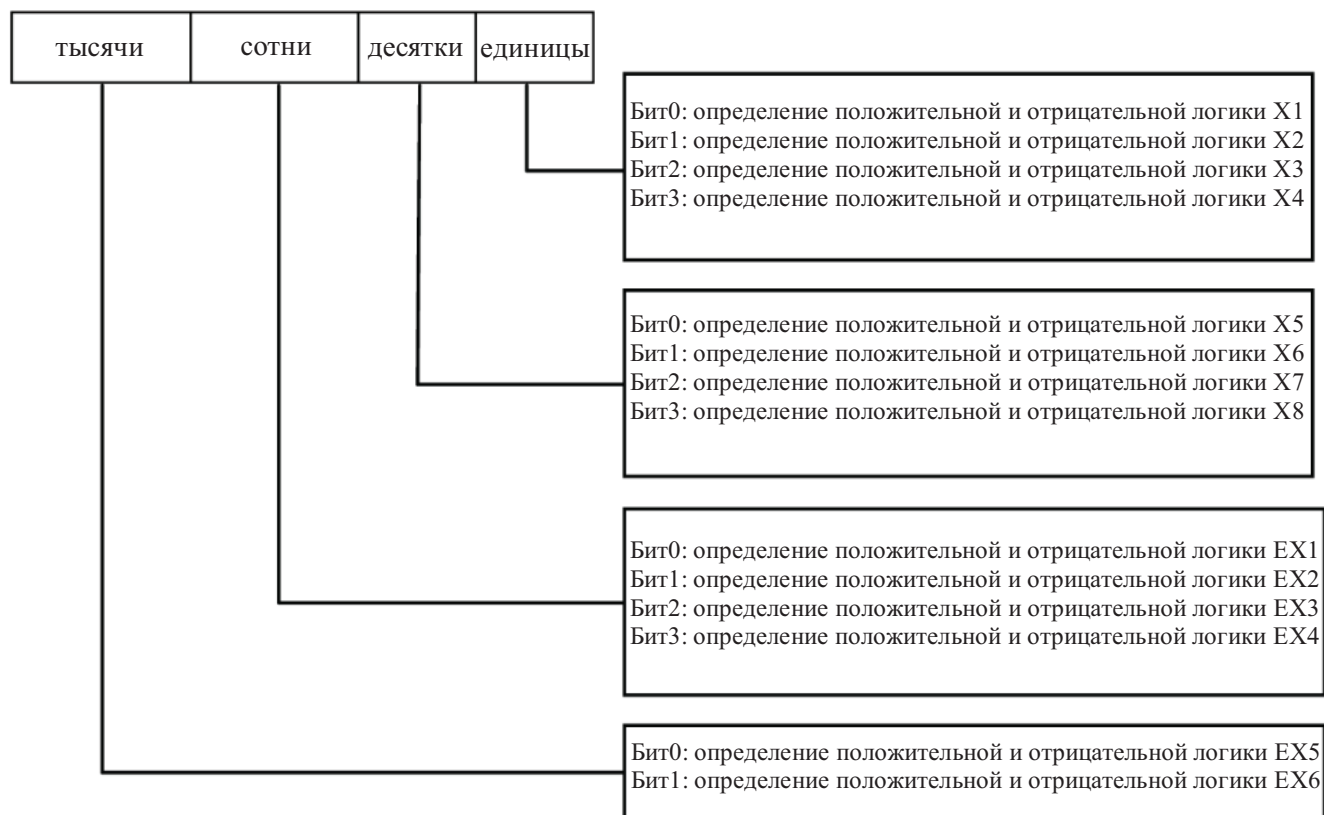 тысячи сотни десятки единицы
Бит0: определение положительной и отрицательной логики X1
Бит1: определение положительной и отрицательной логики X2
Бит2: определение положительной и отрицательной логики X3
Бит3: определение положительной и отрицательной логики X4
Бит0: определение положительной и отрицательной логики X5
Бит1: определение положительной и отрицательной логики X6
Бит2: определение положительной и отрицательной логики X7
Бит3: определение положительной и отрицательной логики X8
Бит0: определение положительной и отрицательной логики EX1
Бит1: определение положительной и отрицательной логики EX2
Бит2: определение положительной и отрицательной логики EX3
Бит3: определение положительной и отрицательной логики EX4
Бит0: определение положительной и отрицательной логики EX5
Бит1: определение положительной и отрицательной логики EX6